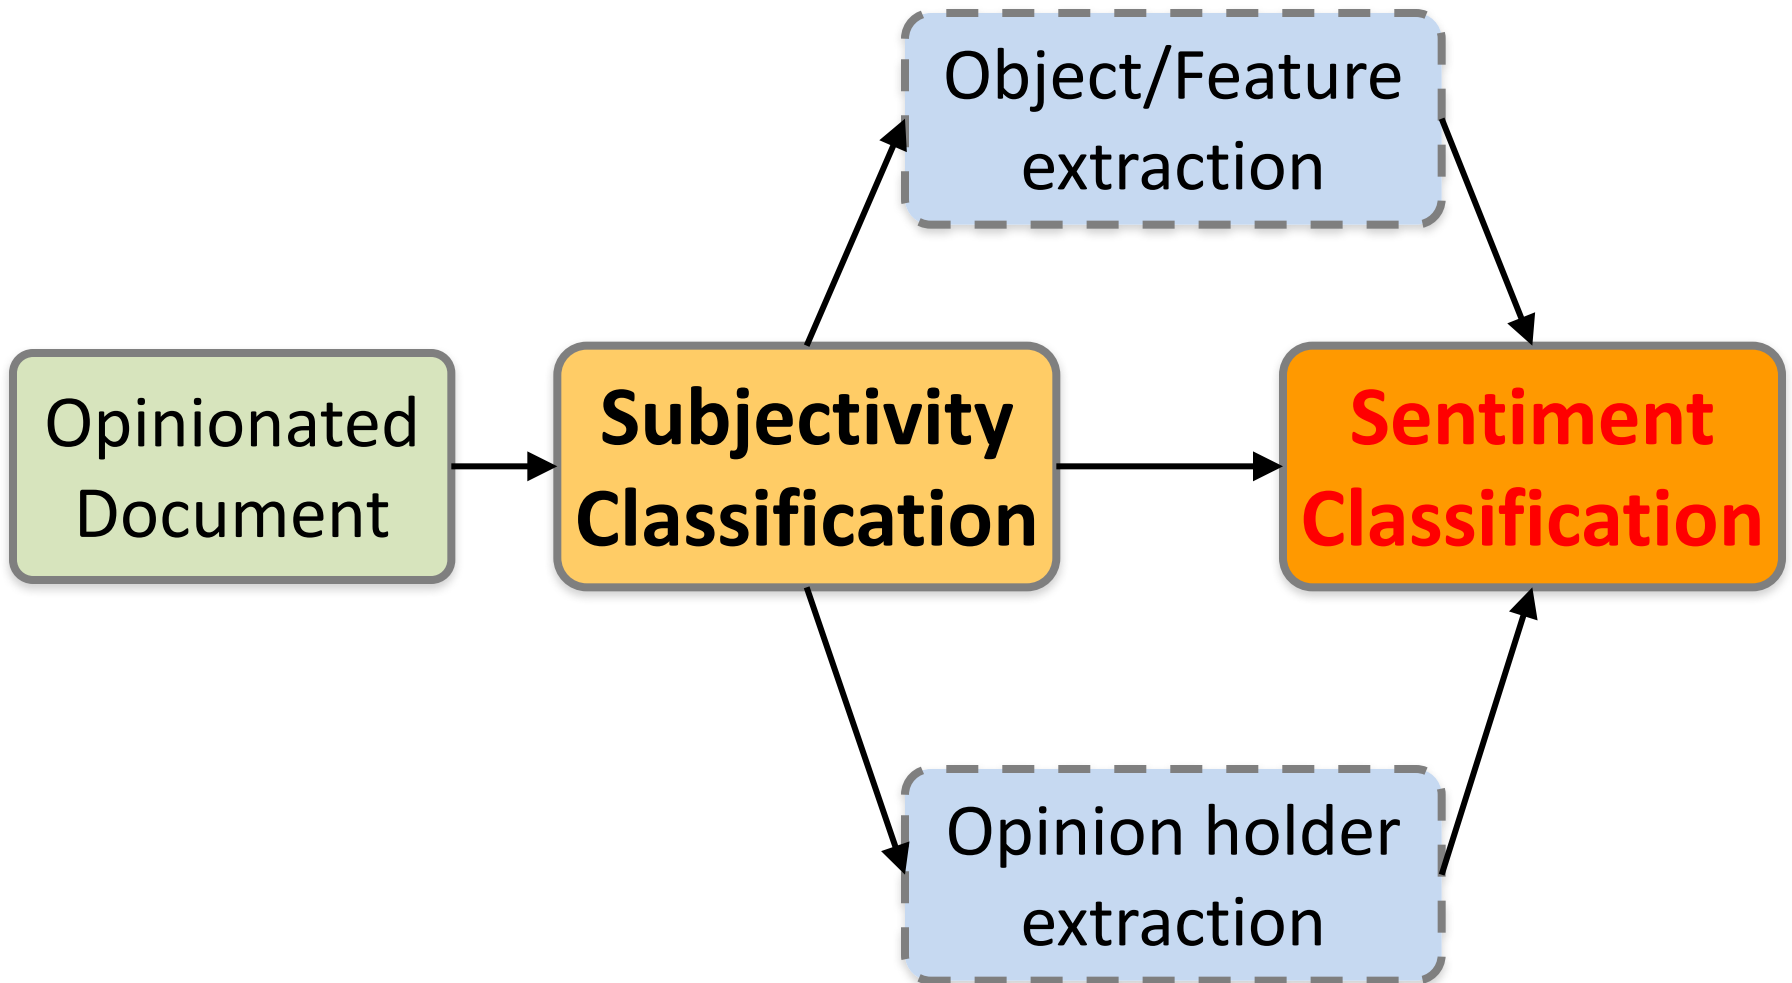 Object/Feature
extraction
Opinionated
Document
Subjectivity
Classification
Sentiment
Classification
Opinion holder
extraction